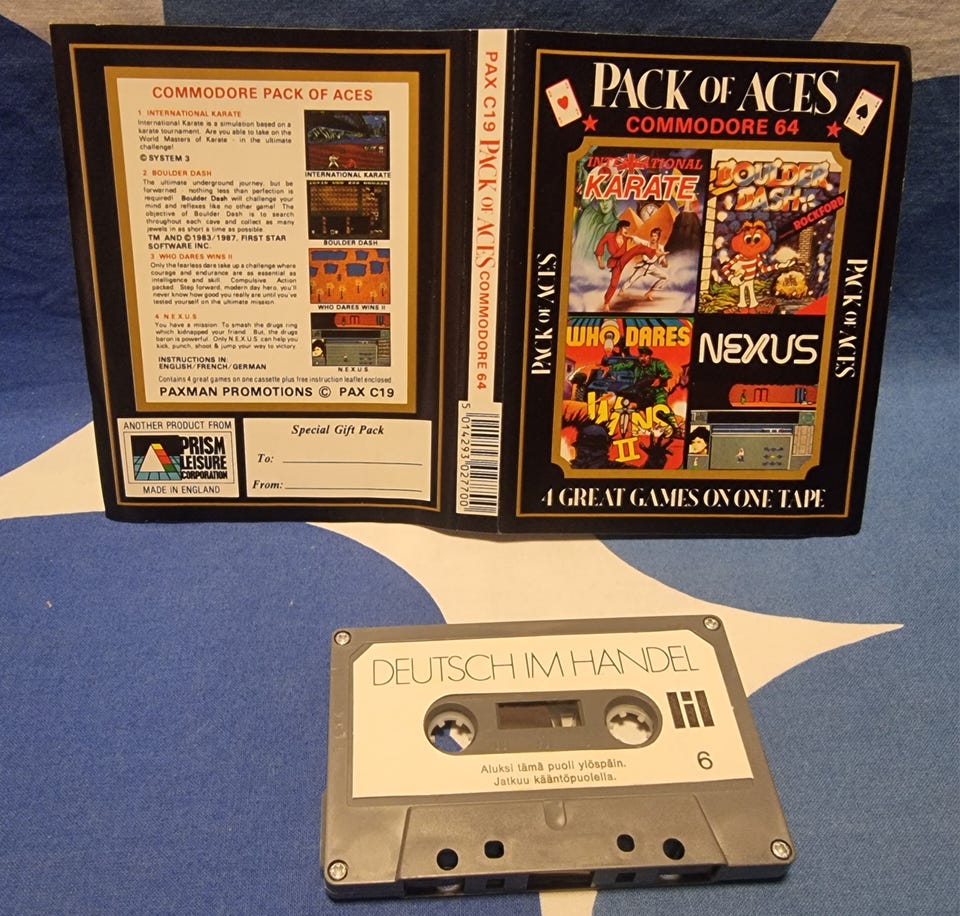 COMMODORE PACK OF ACES
1 INTERNATIONAL KARATE
International Karate is a simulation based on a
karate tournament. Are you able to take on the
World Masters of Karate - in the ultimate
challenge!
© SYSTEM 3
2 BOULDER DASH
The ultimate underground journey, but be
forwarned - nothing less than perfection is
required! Boulder Dash will challenge your
mind and reflexes like no other game! The
objective of Boulder Dash is to search
throughout each cave and collect as many
jewels in as short a time as possible.
TM AND © 1983/1987, FIRST STAR
SOFTWARE INC.
3 WHO DARES WINS II
Only the fearless dare take up a challenge where
courage and endurance are as essential as
intelligence and skill. Compulsive Action
packed. Step forward, modern day hero, you'll
never know how good you really are until you've
tested yourself on the ultimate mission.
4 N.E.X.U.S
You have a mission. To smash the drugs ring
which kidnapped your friend. But, the drugs
baron is powerful. Only N.E.X.U.S. can help you
kick, punch, shoot & jump your way to victory.
INSTRUCTIONS IN:
ENGLISH/FRENCH/GERMAN
INTERNATIONAL KARATE
BOULDER DASH
WHO DARES WINS II
N.E.X.U.S
Contains 4 great games on one cassette plus free instruction leaflet enclosed
PAXMAN PROMOTIONS © PAX C19
ANOTHER PRODUCT FROM
PRISM
LEISURE
CORPORATION
MADE IN ENGLAND
Special Gift Pack
To:
From:
PAX C19 PACK OF ACES COMMODORE 64
5 014293 027700
PACK OF ACES
COMMODORE 64
PACK OF ACES
INTERNATIONAL
KARATE
BOULDER
DASH
ROCKFORD
WHO DARES
WINS
II
NEXUS
PACK OF ACES
4 GREAT GAMES ON ONE TAPE
DEUTSCH IM HANDEL
lil
6
Aluksi tämä puoli ylöspäin.
Jatkuu kääntöpuolella.